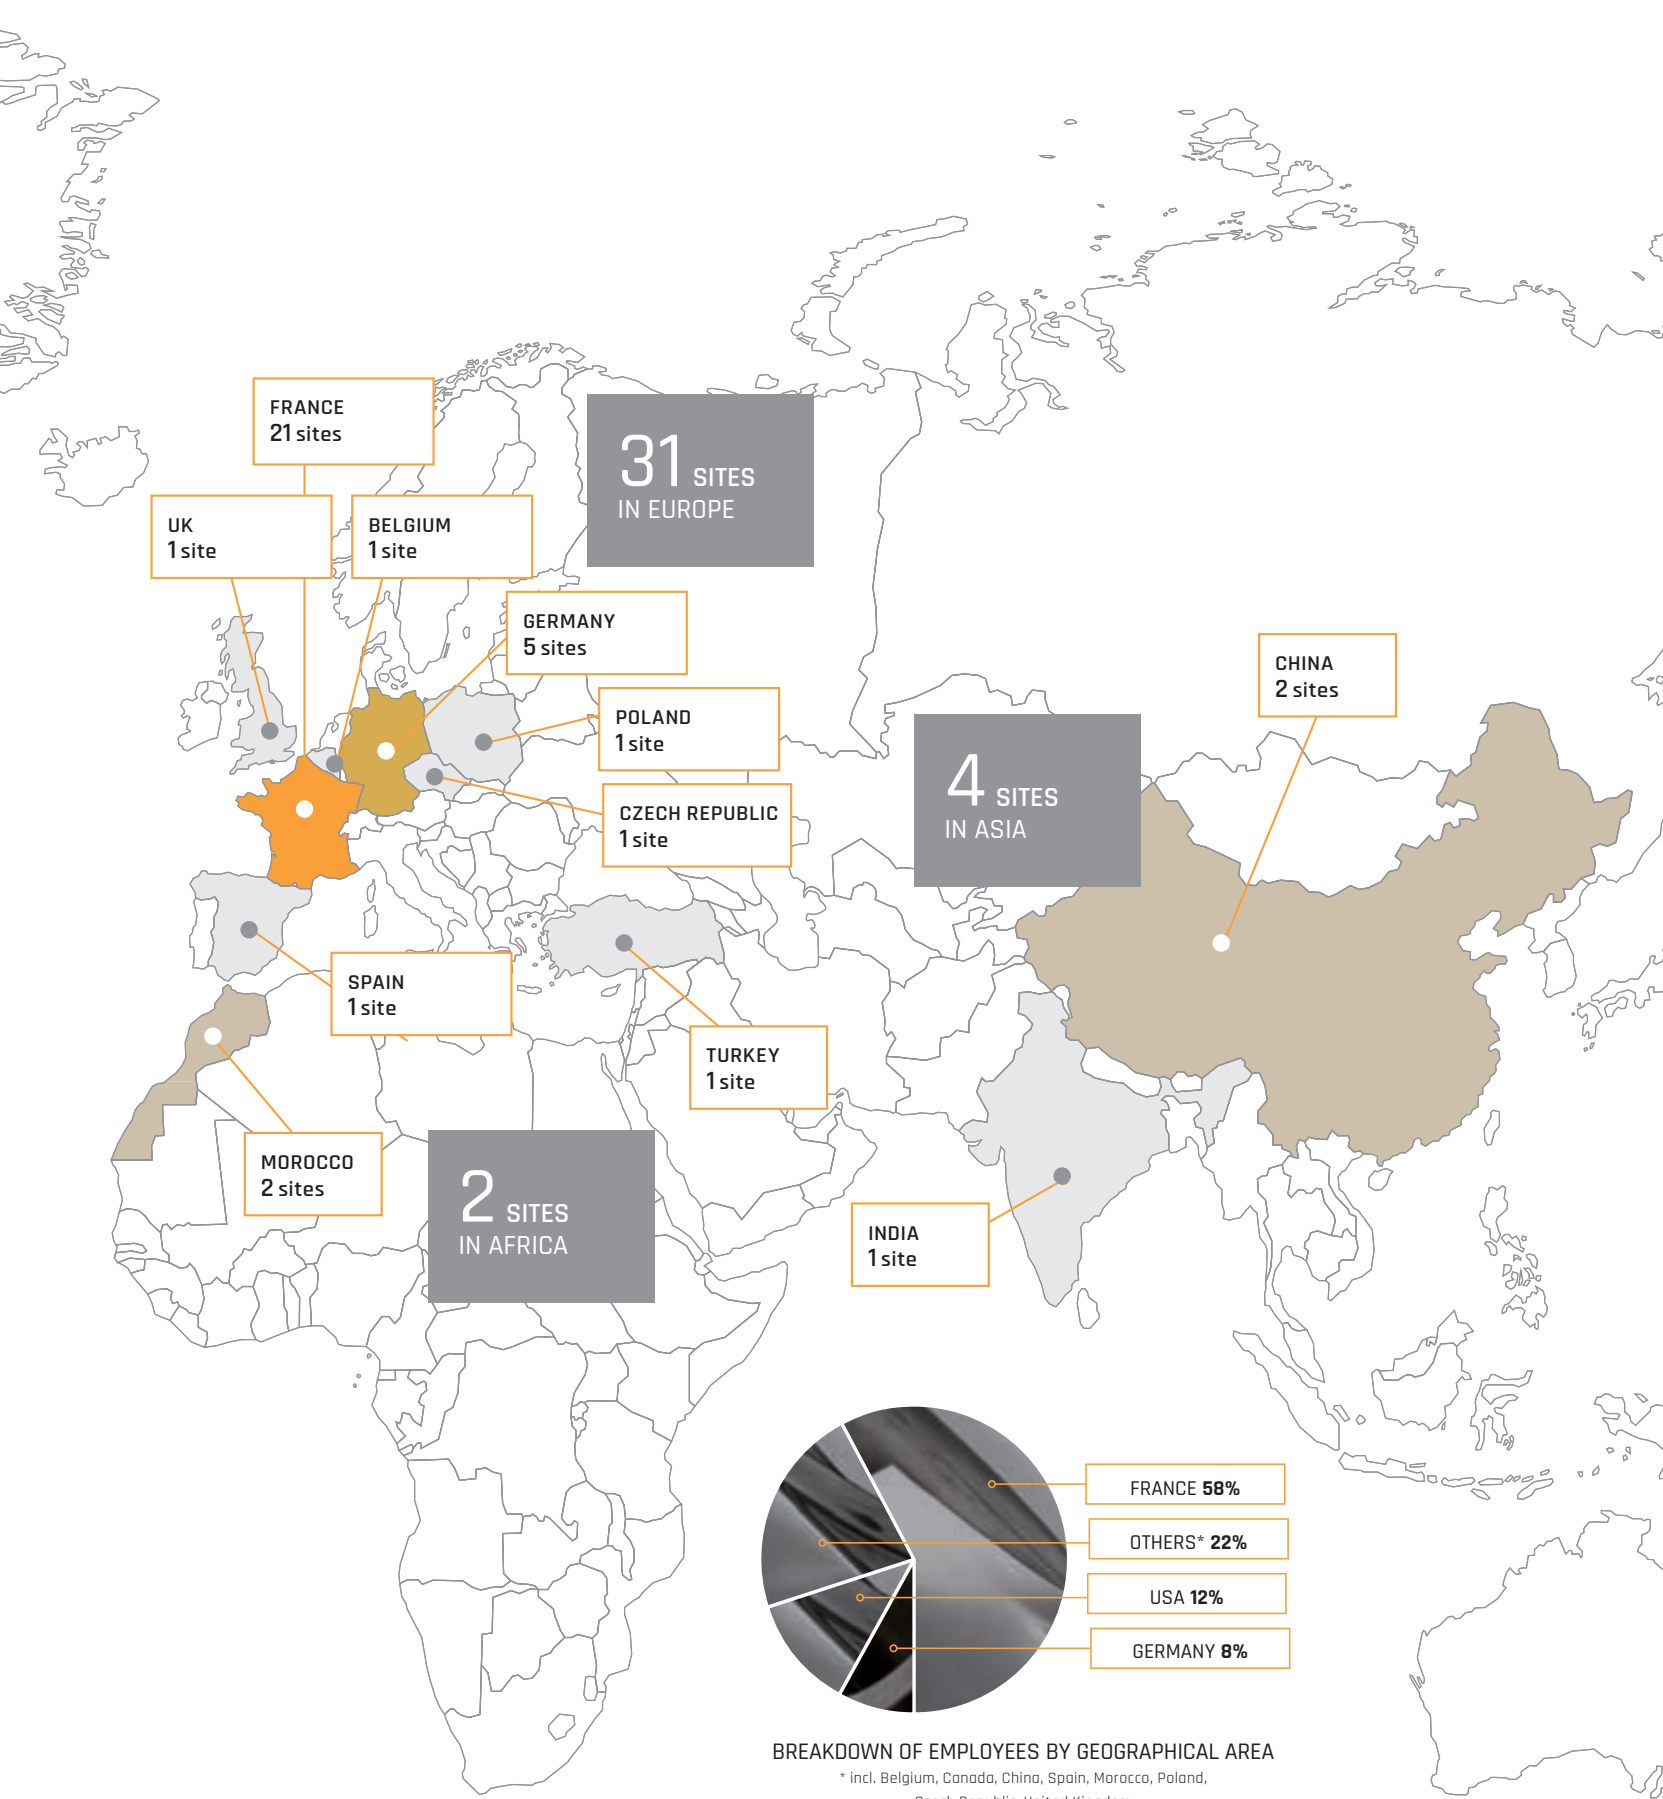 FRANCE
21 sites
UK
1 site
BELGIUM
1 site
31 SITES
IN EUROPE
GERMANY
5 sites
POLAND
1 site
CZECH REPUBLIC
1 site
CHINA
2 sites
4 SITES
IN ASIA
SPAIN
1 site
TURKEY
1 site
MOROCCO
2 sites
2 SITES
IN AFRICA
INDIA
1 site
FRANCE 58%
OTHERS* 22%
USA 12%
GERMANY 8%
BREAKDOWN OF EMPLOYEES BY GEOGRAPHICAL AREA
* incl. Belgium, Canada, China, Spain, Morocco, Poland,